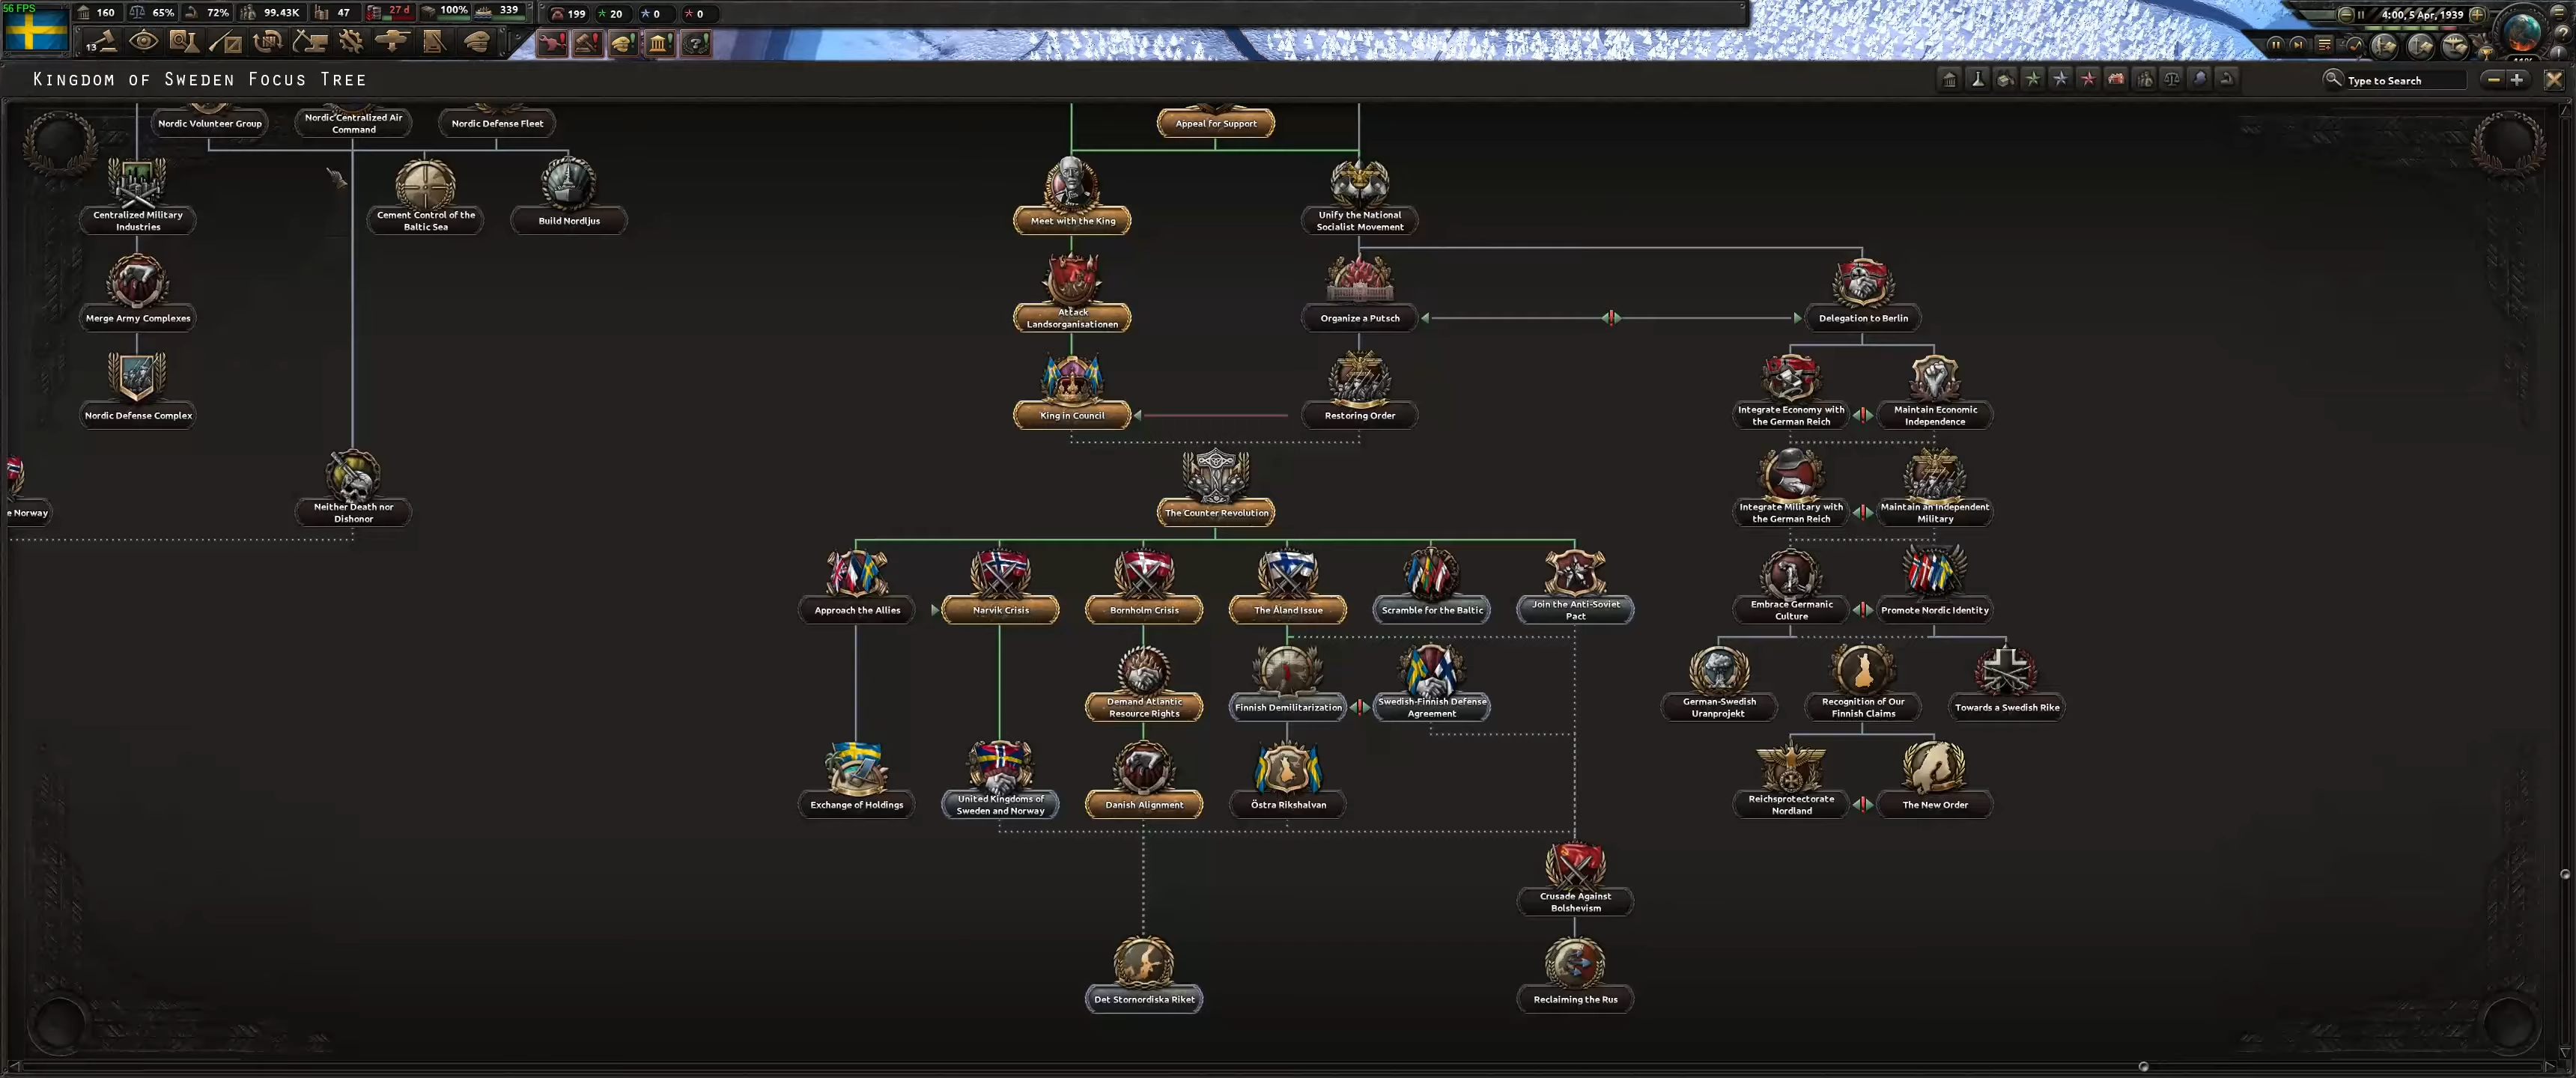 56 FPS
160
65%
72%
99.43K
47
27 d
100%
339
199
20
0
0
4:00, 5 Apr, 1939
13
Kingdom of Sweden Focus Tree
Type to Search
Nordic Volunteer Group
Nordic Centralized Air
Command
Nordic Defense Fleet
Appeal for Support
Centralized Military
Industries
Cement Control of the
Baltic Sea
Build Nordljus
Meet with the King
Unify the National
Socialist Movement
Merge Army Complexes
Attack
Landsorganisationen
Organize a Putsch
Delegation to Berlin
Nordic Defense Complex
King in Council
Restoring Order
Integrate Economy with
the German Reich
Maintain Economic
Independence
e Norway
Neither Death nor
Dishonor
The Counter Revolution
Integrate Military with
the German Reich
Maintain an Independent
Military
Approach the Allies
Narvik Crisis
Bornholm Crisis
The Åland Issue
Scramble for the Baltic
Join the Anti-Soviet
Pact
Embrace Germanic
Culture
Promote Nordic Identity
Demand Atlantic
Resource Rights
Finnish Demilitarization
Swedish-Finnish Defense
Agreement
German-Swedish
Uranprojekt
Recognition of Our
Finnish Claims
Towards a Swedish Rike
Exchange of Holdings
United Kingdoms of
Sweden and Norway
Danish Alignment
Östra Rikshalvan
Reichsprotectorate
Nordland
The New Order
Crusade Against
Bolshevism
Det Stornordiska Riket
Reclaiming the Rus